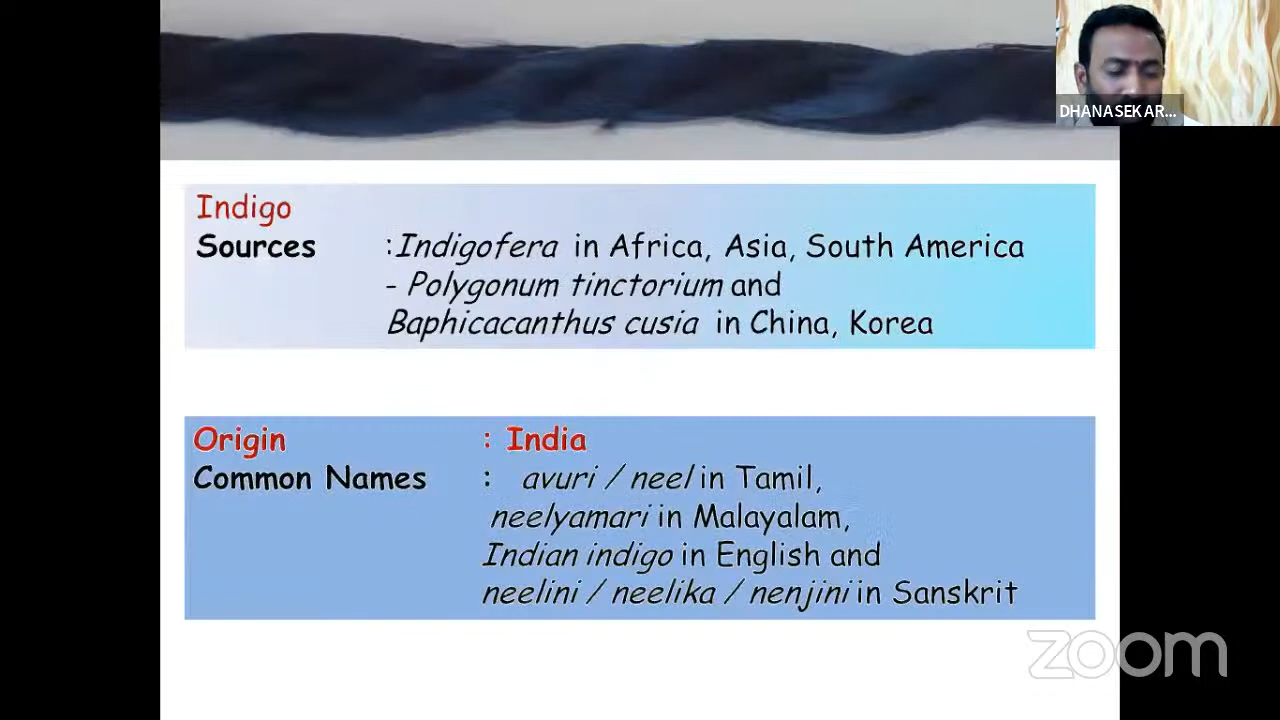 DHANASEKAR...
Indigo
Sources :Indigofera in Africa, Asia, South America
- Polygonum tinctorium and
Baphicacanthus cusia in China, Korea
Origin : India
Common Names : avuri / neel in Tamil,
neelyamari in Malayalam,
Indian indigo in English and
neelini / neelika / nenjini in Sanskrit
zoom